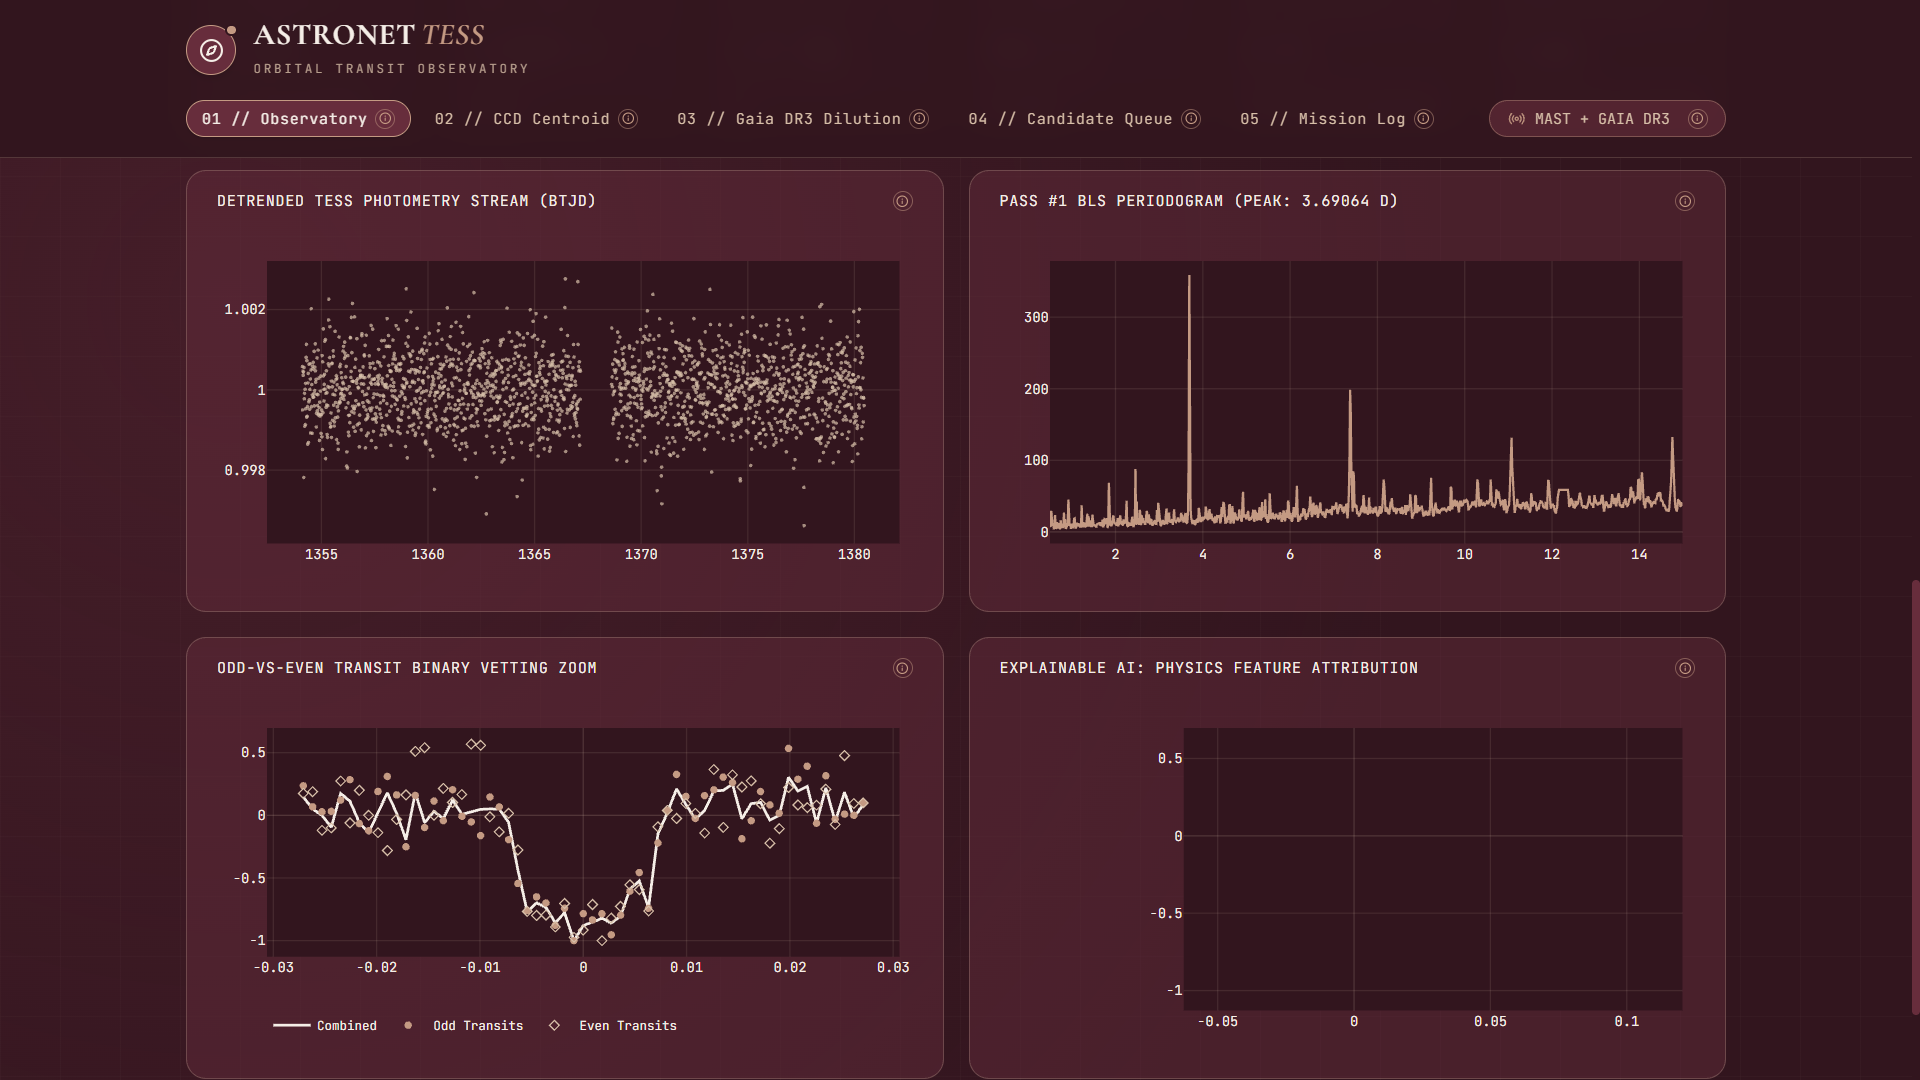 ASTRONET TESS
ORBITAL TRANSIT OBSERVATORY
01 // Observatory
02 // CCD Centroid
03 // Gaia DR3 Dilution
04 // Candidate Queue
05 // Mission Log
MAST + GAIA DR3
DETRENDED TESS PHOTOMETRY STREAM (BTJD)
1.002
1
0.998
1355 1360 1365 1370 1375 1380
PASS #1 BLS PERIODOGRAM (PEAK: 3.69064 D)
300
200
100
0
2 4 6 8 10 12 14
ODD-VS-EVEN TRANSIT BINARY VETTING ZOOM
0.5
0
-0.5
-1
-0.03 -0.02 -0.01 0 0.01 0.02 0.03
Combined Odd Transits Even Transits
EXPLAINABLE AI: PHYSICS FEATURE ATTRIBUTION
0.5
0
-0.5
-1
-0.05 0 0.05 0.1